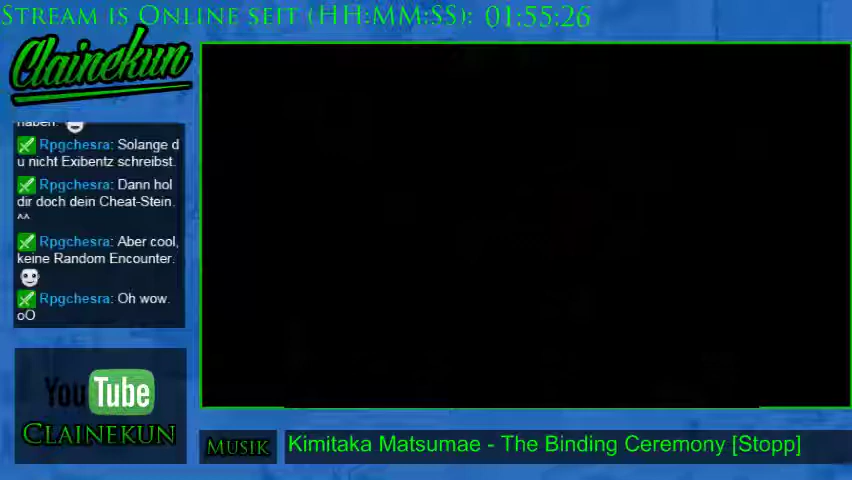 Stream is Online seit (HH:MM:SS): 01:55:26
Clainekun
haben.
Rpgchesra: Solange d
u nicht Exibentz schreibst.
Rpgchesra: Dann hol
dir doch dein Cheat-Stein.
^^
Rpgchesra: Aber cool,
keine Random Encounter.
Rpgchesra: Oh wow.
oO
YouTube
Clainekun
Musik
Kimitaka Matsumae - The Binding Ceremony [Stopp]